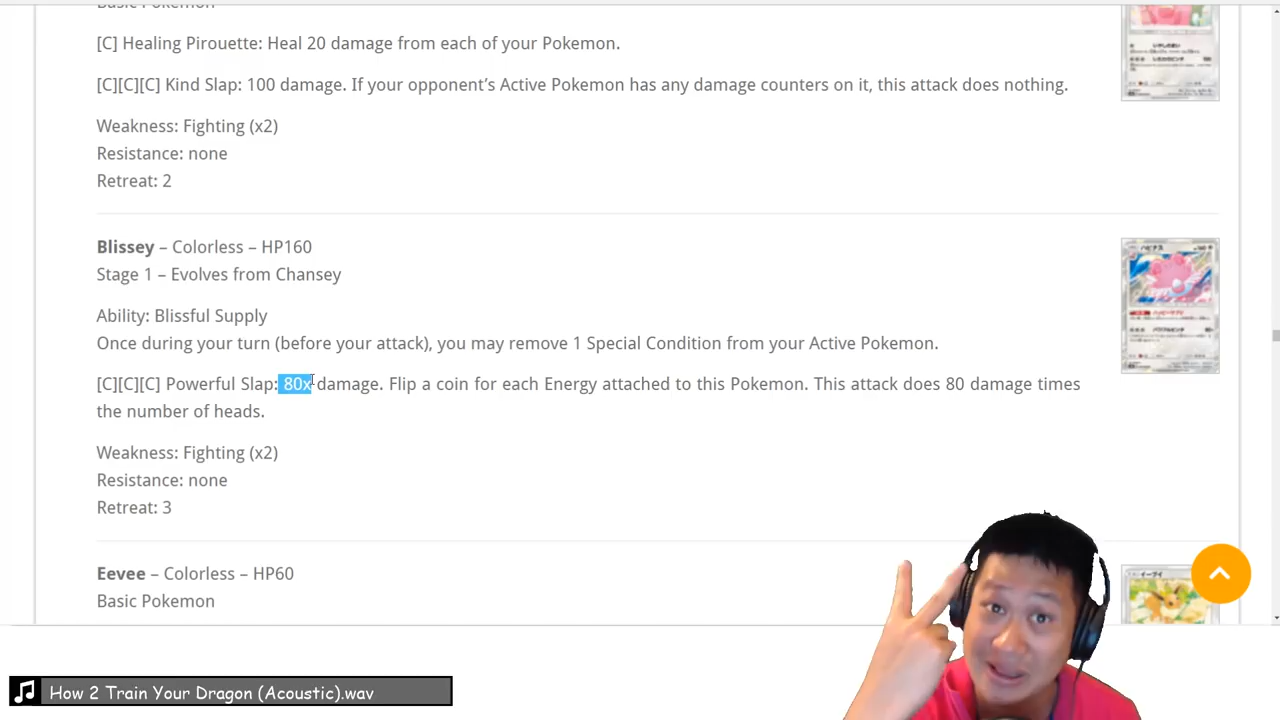 [C] Healing Pirouette: Heal 20 damage from each of your Pokemon.
[C][C][C] Kind Slap: 100 damage. If your opponent’s Active Pokemon has any damage counters on it, this attack does nothing.
Weakness: Fighting (x2)
Resistance: none
Retreat: 2
Blissey – Colorless – HP160
Stage 1 – Evolves from Chansey
Ability: Blissful Supply
Once during your turn (before your attack), you may remove 1 Special Condition from your Active Pokemon.
[C][C][C] Powerful Slap: 80x damage. Flip a coin for each Energy attached to this Pokemon. This attack does 80 damage times
the number of heads.
Weakness: Fighting (x2)
Resistance: none
Retreat: 3
Eevee – Colorless – HP60
Basic Pokemon
How 2 Train Your Dragon (Acoustic).wav